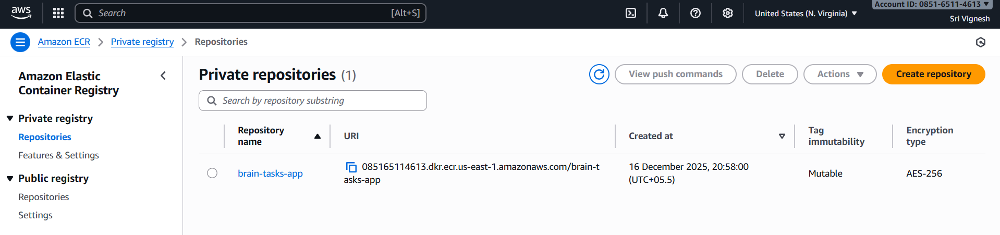 aws
Search
[Alt+S]
United States (N. Virginia)
Account ID: 0851-6511-4613
Sri Vignesh
Amazon ECR
Private registry
Repositories
Amazon Elastic
Container Registry
Private registry
Repositories
Features & Settings
Public registry
Repositories
Settings
Private repositories (1)
View push commands
Delete
Actions
Create repository
Search by repository substring
Repository
name
URI
Created at
Tag
immutability
Encryption
type
brain-tasks-app
085165114613.dkr.ecr.us-east-1.amazonaws.com/brain-t
asks-app
16 December 2025, 20:58:00
(UTC+05.5)
Mutable
AES-256